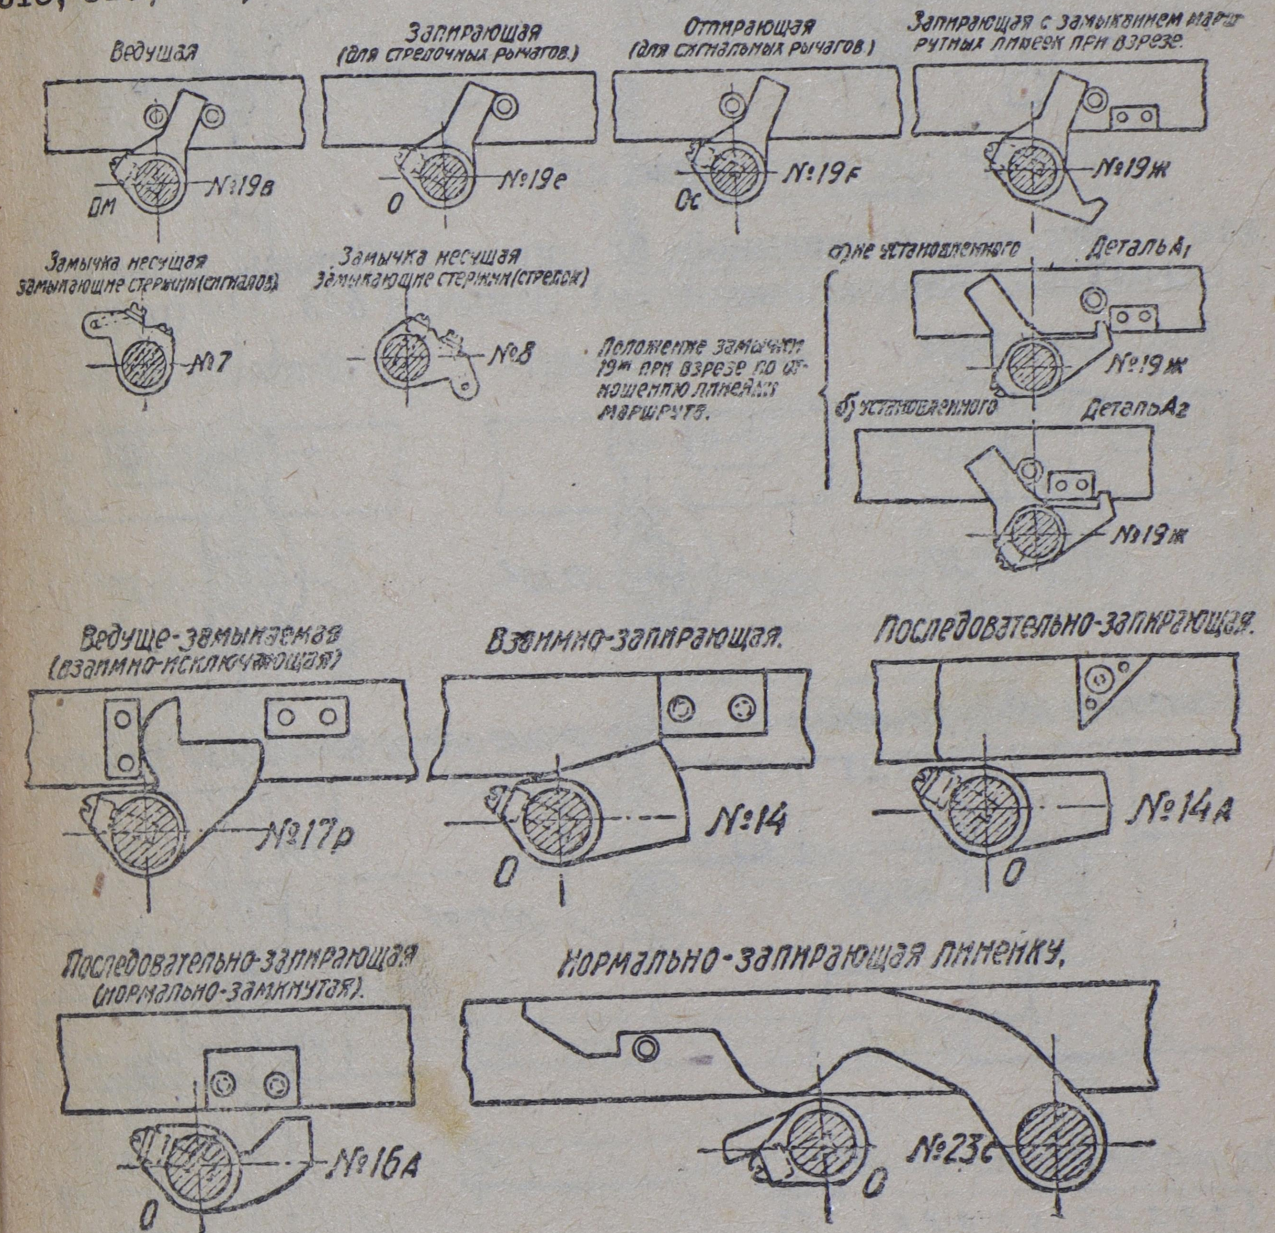 Ведущая
ОМ
№19в
Запирающая
(для стрелочных рычагов.)
О
№19е
Отпирающая
(для сигнальных рычагов)
Ос
№19F
Запирающая с замыканием марш
рутных линеек при взрезе.
№19ж
Замычка несущая
замыкающие стержни (сигналов)
№7
Замычка несущая
замыкающие стержни (стрелок)
№8
Положение замычки
19ж при взрезе по от-
ношению линейки
маршрута.
а) не установленного
Деталь А1
№19ж
б) установленного
Деталь А2
№19ж
Ведуще-замыкаемая
(взаимно-исключающая)
№17р
Взаимно-запирающая.
О
№14
Последовательно-запирающая.
О
№14А
Последовательно-запирающая
(нормально-замкнутая).
О
№16А
Нормально-запирающая линейку.
О
№23с